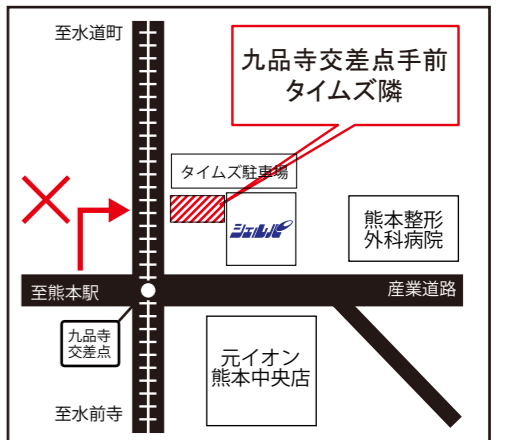 至水道町
九品寺交差点手前
タイムズ隣
タイムズ駐車場
シェルパ
熊本整形
外科病院
至熊本駅
産業道路
九品寺
交差点
元イオン
熊本中央店
至水前寺